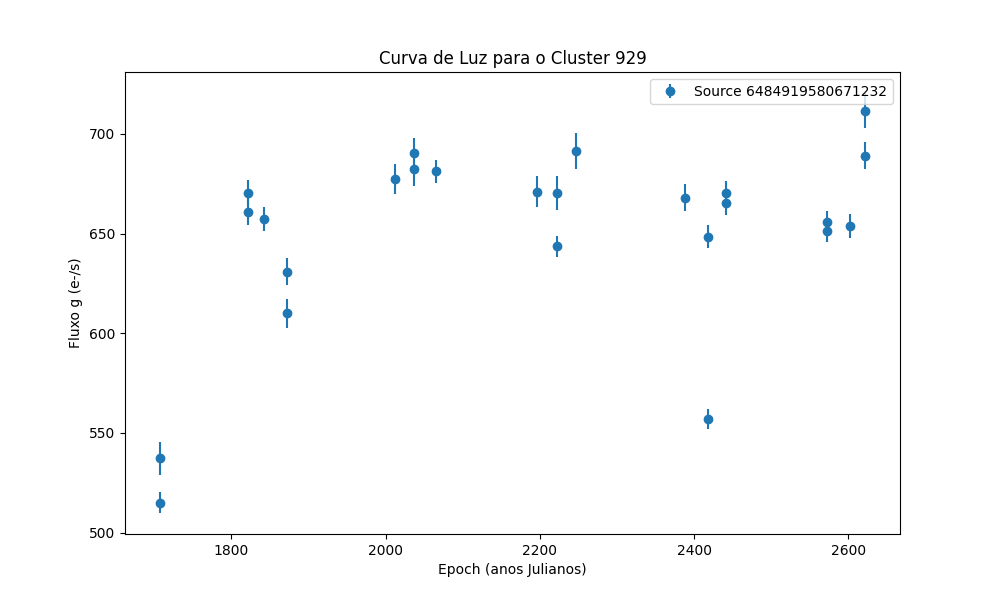 Curva de Luz para o Cluster 929
Source 6484919580671232
Fluxo g (e-/s)
700
650
600
550
500
1800 2000 2200 2400 2600
Epoch (anos Julianos)